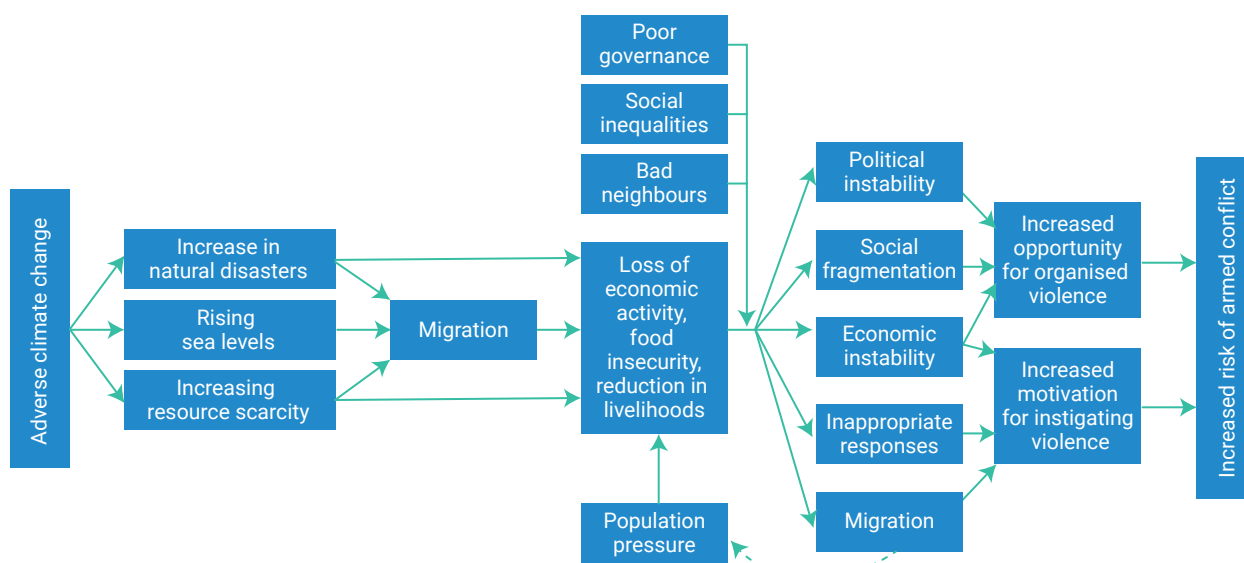 Adverse climate change
Increase in
natural disasters
Rising
sea levels
Increasing
resource scarcity
Migration
Poor
governance
Social
inequalities
Bad
neighbours
Loss of
economic
activity,
food
insecurity,
reduction in
livelihoods
Population
pressure
Political
instability
Social
fragmentation
Economic
instability
Inappropriate
responses
Migration
Increased
opportunity
for organised
violence
Increased
motivation
for instigating
violence
Increased risk of armed conflict